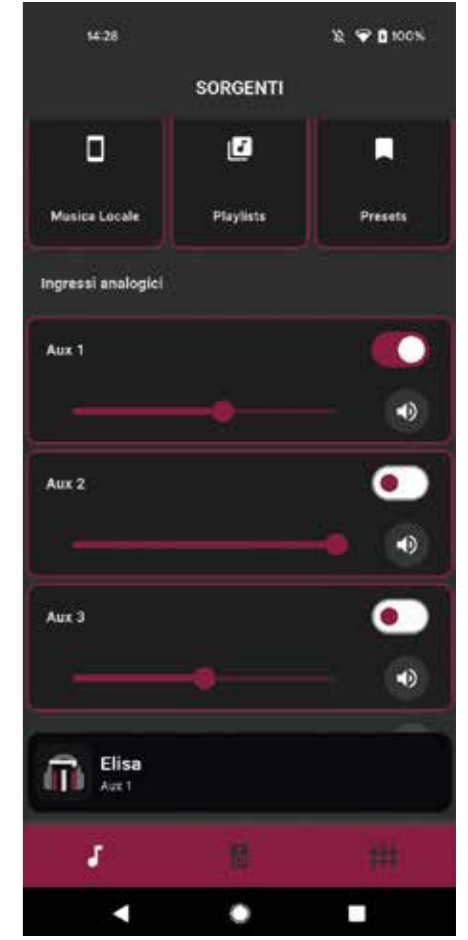 14:28
100%
SORGENTI
Musica Locale
Playlists
Presets
Ingressi analogici
Aux 1
Aux 2
Aux 3
Elisa
Aux 1